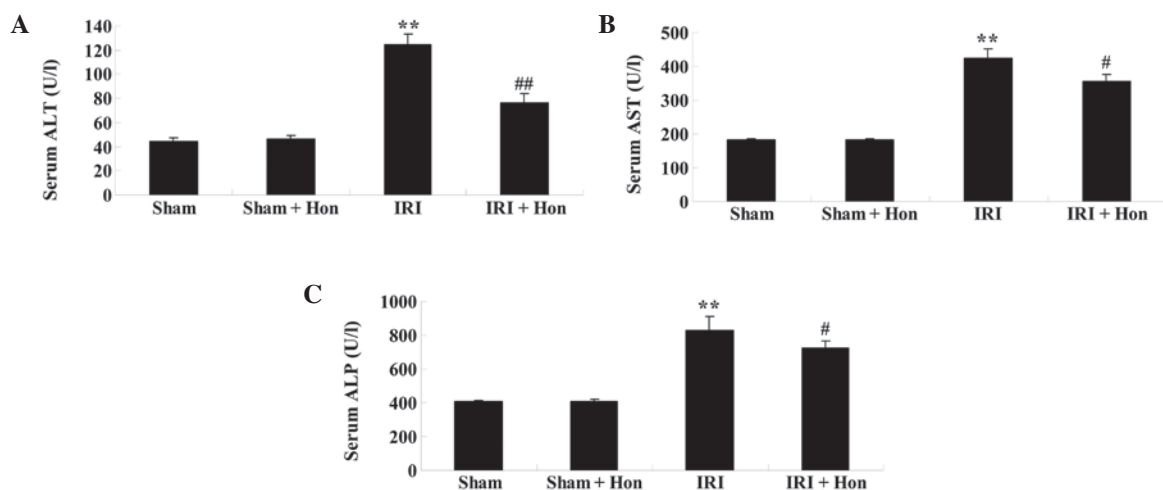 A
Serum ALT (U/l)
140
120
100
80
60
40
20
0
**
##
Sham Sham + Hon IRI IRI + Hon
B
Serum AST (U/l)
500
400
300
200
100
0
**
#
Sham Sham + Hon IRI IRI + Hon
C
Serum ALP (U/l)
1000
800
600
400
200
0
**
#
Sham Sham + Hon IRI IRI + Hon